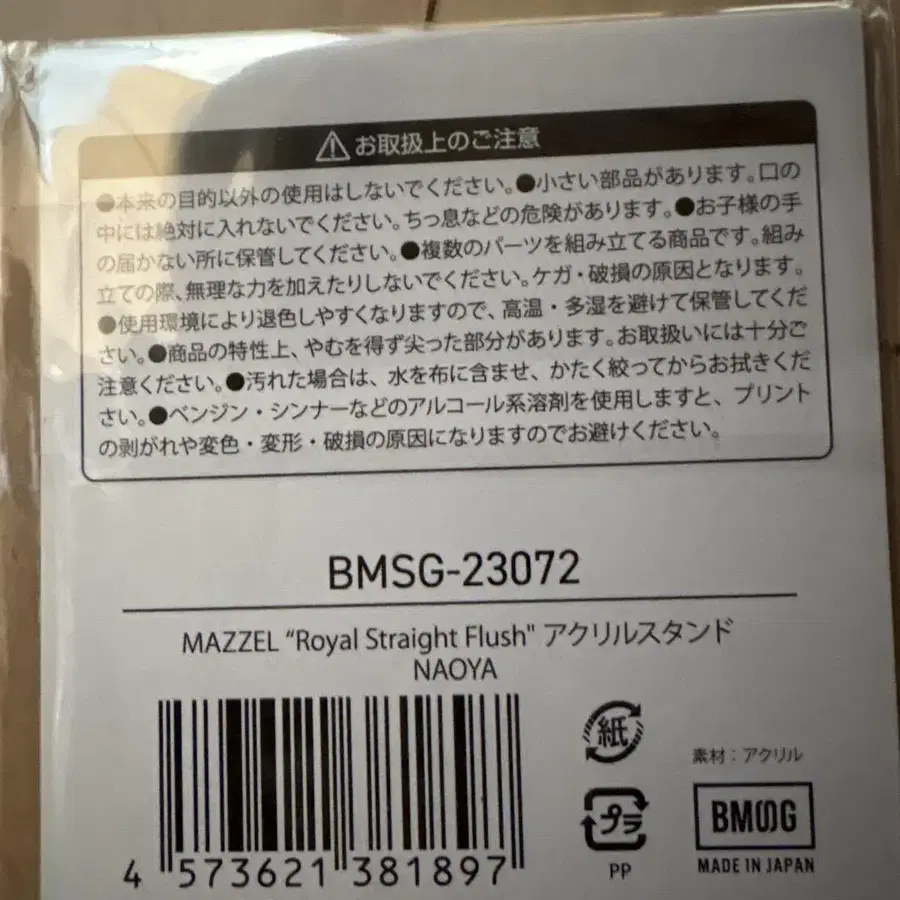 お取扱上のご注意
●本来の目的以外の使用はしないでください。●小さい部品があります。口の
中には絶対に入れないでください。ちっ息などの危険があります。●お子様の手
の届かない所に保管してください。●複数のパーツを組み立てる商品です。組み
立ての際、無理な力を加えたりしないでください。ケガ・破損の原因となります。
●使用環境により退色しやすくなりますので、高温・多湿を避けて保管してくだ
さい。●商品の特性上、やむを得ず尖った部分があります。お取扱いには十分ご
注意ください。●汚れた場合は、水を布に含ませ、かたく絞ってからお拭きくだ
さい。●ベンジン・シンナーなどのアルコール系溶剤を使用しますと、プリント
の剥がれや変色・変形・破損の原因になりますのでお避けください。
BMSG-23072
MAZZEL “Royal Straight Flush" アクリルスタンド
NAOYA
紙
素材：アクリル
プラ
PP
BMSG
MADE IN JAPAN
4 573621 381897